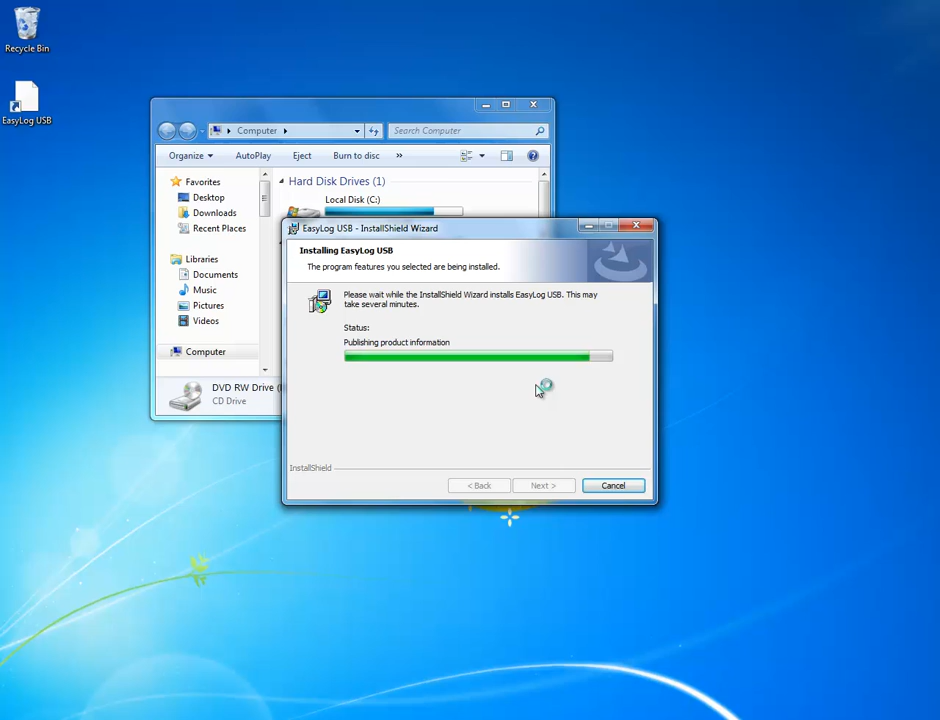 Recycle Bin
EasyLog USB
Computer
Search Computer
Organize AutoPlay Eject Burn to disc »
Favorites
Desktop
Downloads
Recent Places
Libraries
Documents
Music
Pictures
Videos
Computer
Hard Disk Drives (1)
Local Disk (C:)
DVD RW Drive (
CD Drive
EasyLog USB - InstallShield Wizard
Installing EasyLog USB
The program features you selected are being installed.
Please wait while the InstallShield Wizard installs EasyLog USB. This may
take several minutes.
Status:
Publishing product information
InstallShield
< Back Next > Cancel